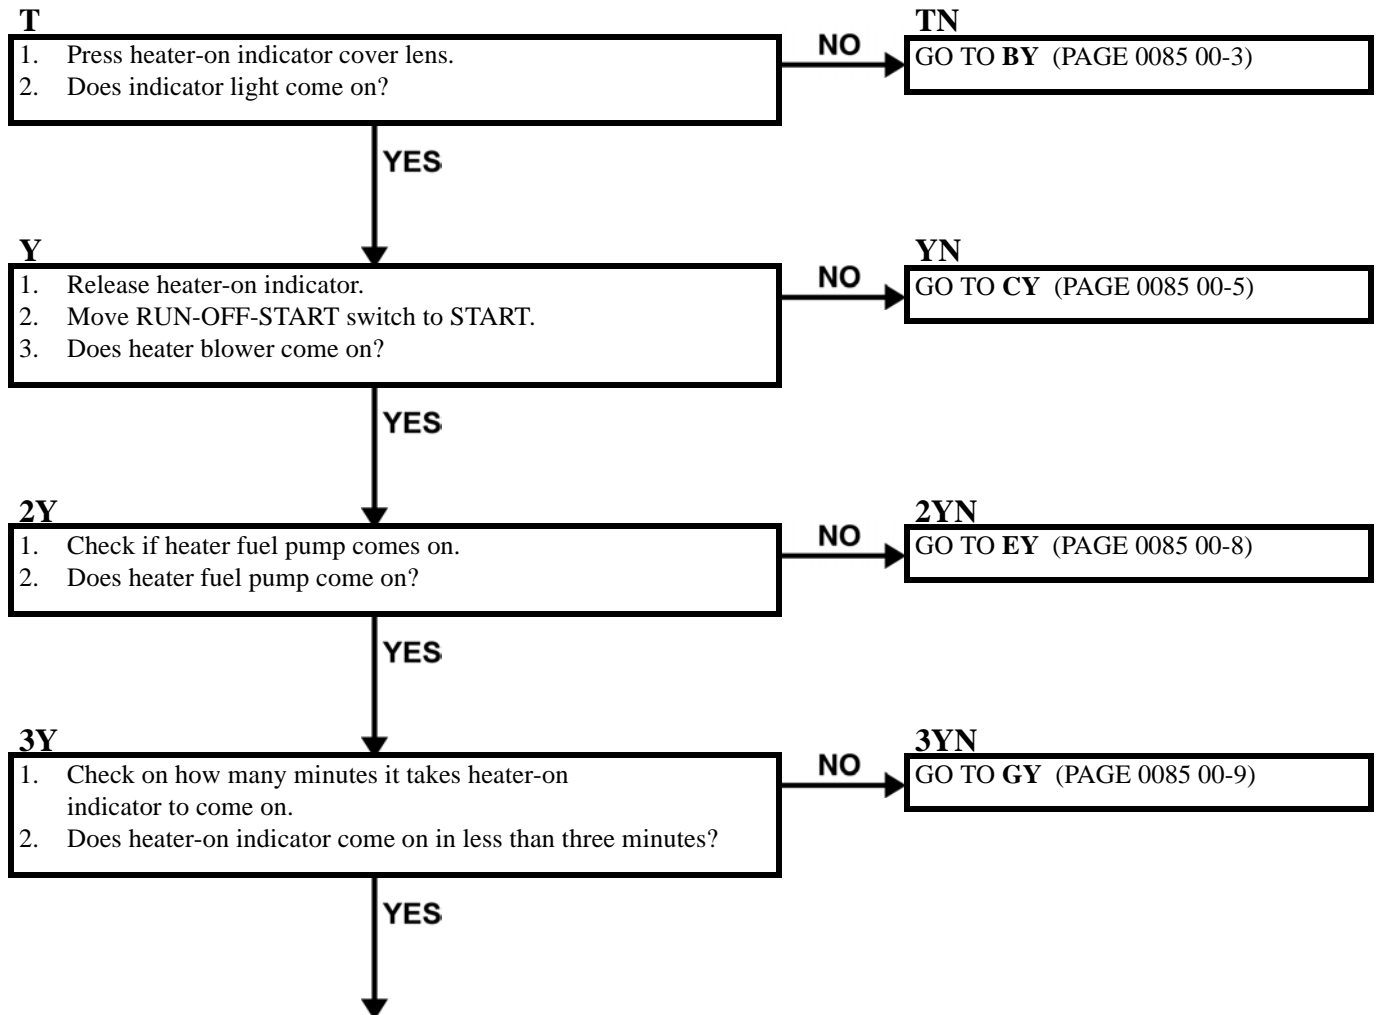 T
1. Press heater-on indicator cover lens.
2. Does indicator light come on?
NO
TN
GO TO BY (PAGE 0085 00-3)
YES
Y
1. Release heater-on indicator.
2. Move RUN-OFF-START switch to START.
3. Does heater blower come on?
NO
YN
GO TO CY (PAGE 0085 00-5)
YES
2Y
1. Check if heater fuel pump comes on.
2. Does heater fuel pump come on?
NO
2YN
GO TO EY (PAGE 0085 00-8)
YES
3Y
1. Check on how many minutes it takes heater-on
indicator to come on.
2. Does heater-on indicator come on in less than three minutes?
NO
3YN
GO TO GY (PAGE 0085 00-9)
YES